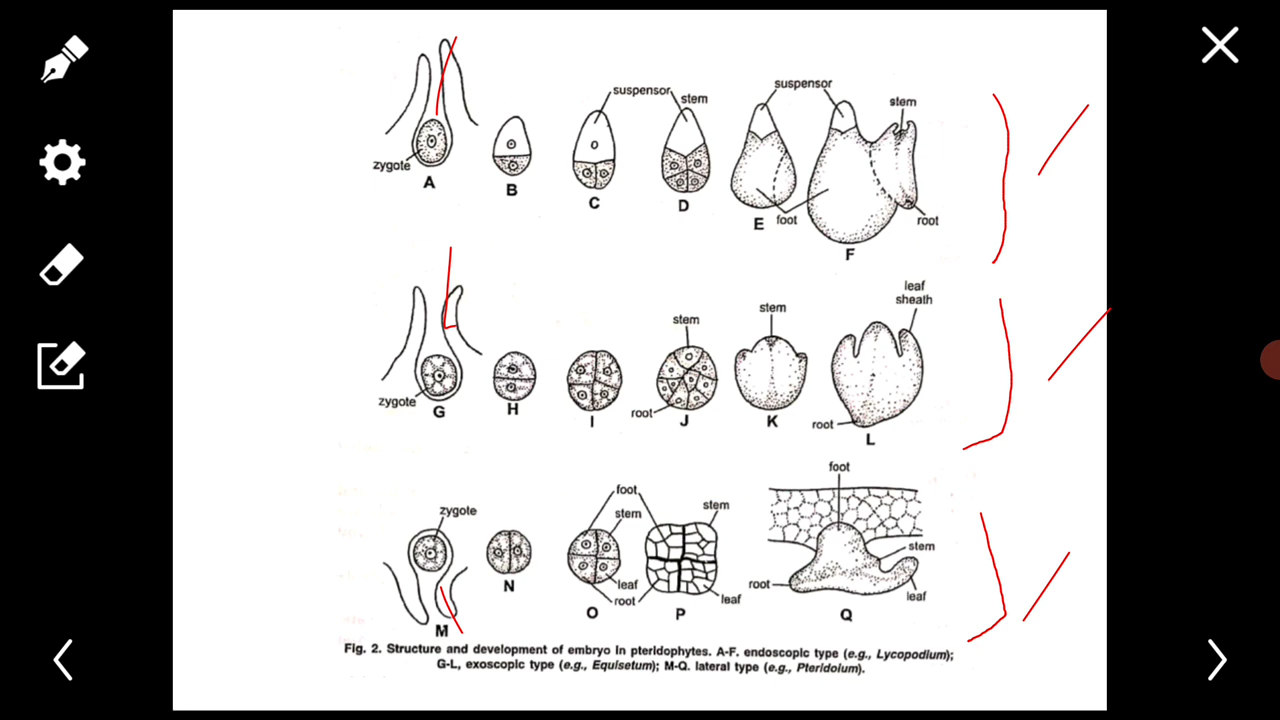 suspensor
stem
zygote
A
B
C
D
suspensor
stem
foot
root
E
F
zygote
G
H
I
stem
root
J
stem
K
leaf
sheath
root
L
zygote
M
N
foot
stem
leaf
root
O
stem
leaf
P
foot
stem
root
leaf
Q
Fig. 2. Structure and development of embryo in pteridophytes. A-F. endoscopic type (e.g., Lycopodium);
G-L, exoscopic type (e.g., Equisetum); M-Q. lateral type (e.g., Pteridoium).